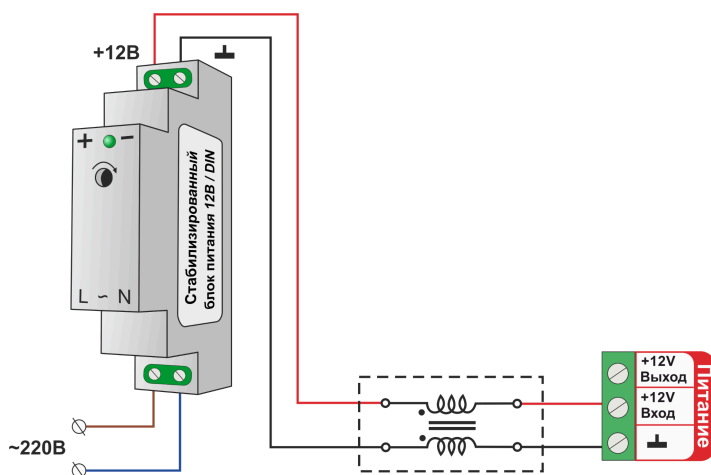 +12В
+ −
L ~ N
Стабилизированный
блок питания 12В / DIN
~220В
+12V
Выход
+12V
Вход
Питание